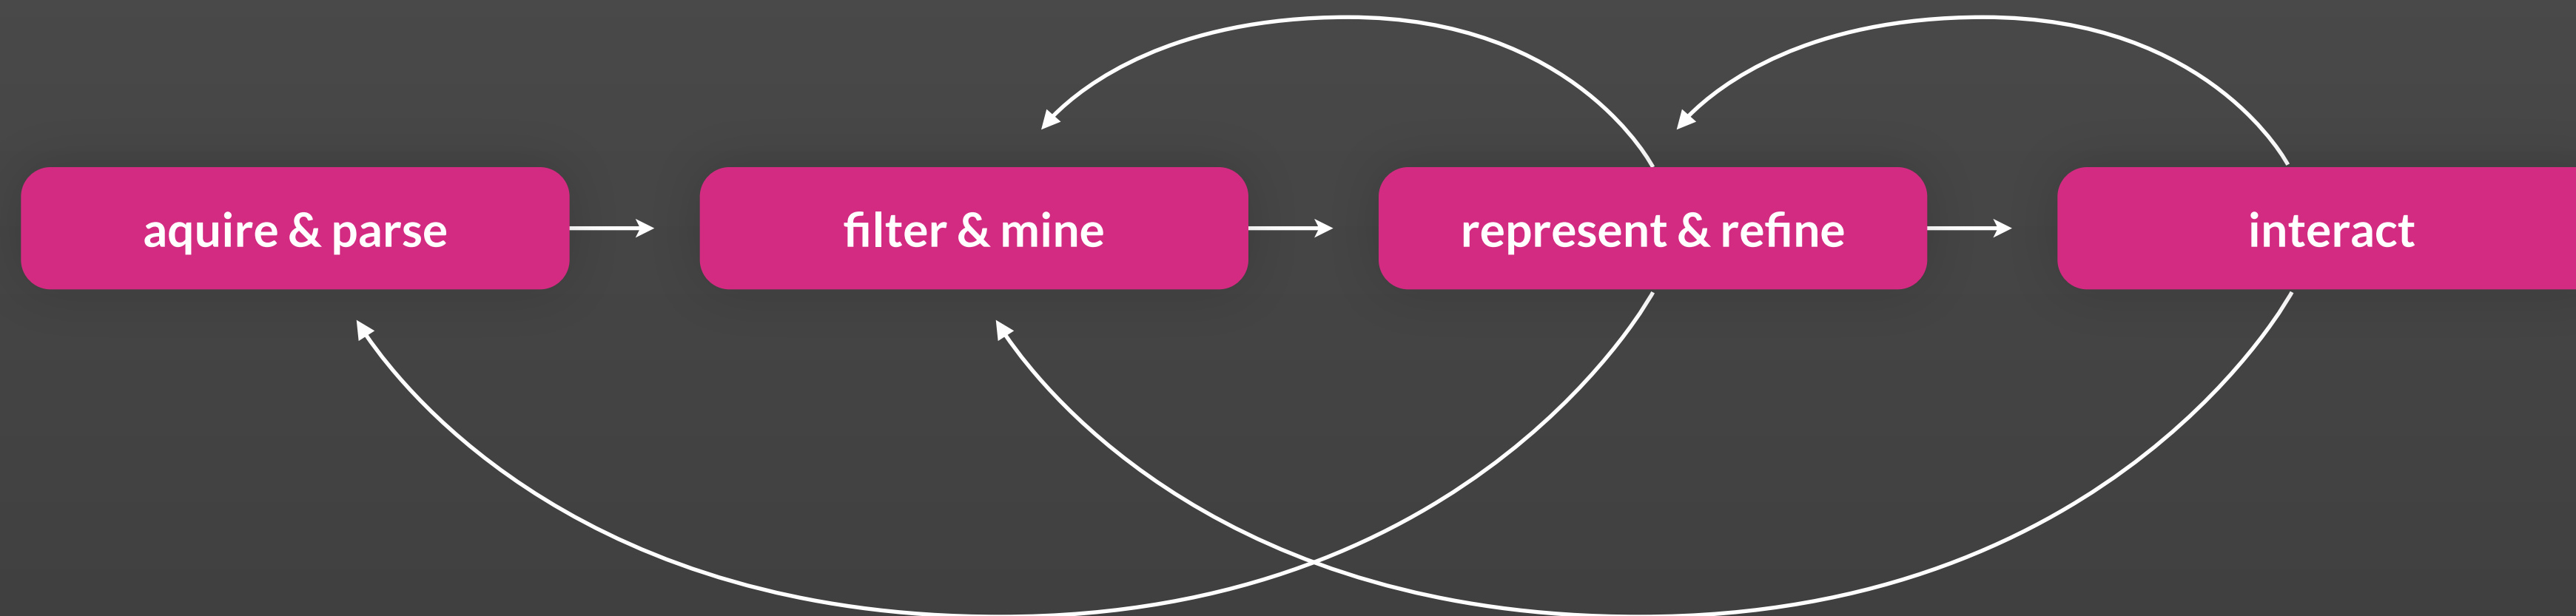 aquire & parse
filter & mine
represent & refine
interact